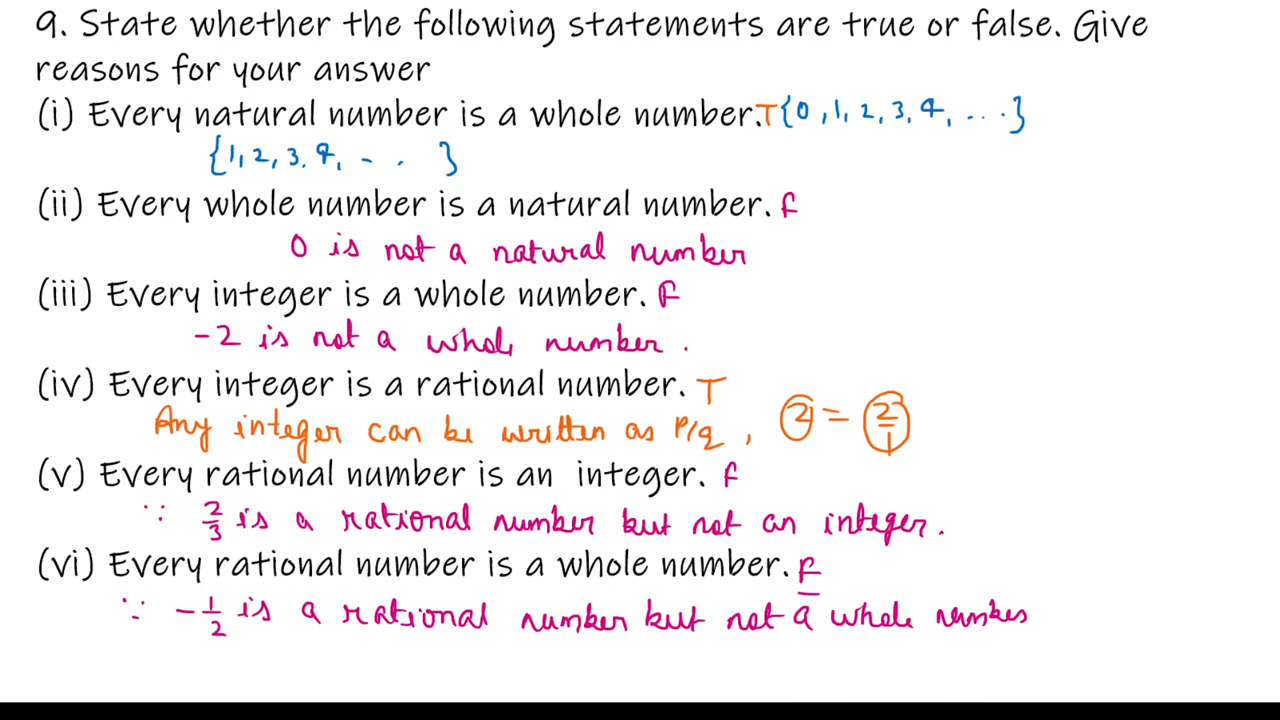 9. State whether the following statements are true or false. Give
reasons for your answer
(i) Every natural number is a whole number. T {0, 1, 2, 3, 4, ...}
{1, 2, 3, 4, - . }
(ii) Every whole number is a natural number. F
0 is not a natural number
(iii) Every integer is a whole number. F
-2 is not a whole number.
(iv) Every integer is a rational number. T
Any integer can be written as P/q, 2 = 2/1
(v) Every rational number is an integer. F
∵ 2/3 is a rational number but not an integer.
(vi) Every rational number is a whole number. F
∵ -1/2 is a rational number but not a whole number